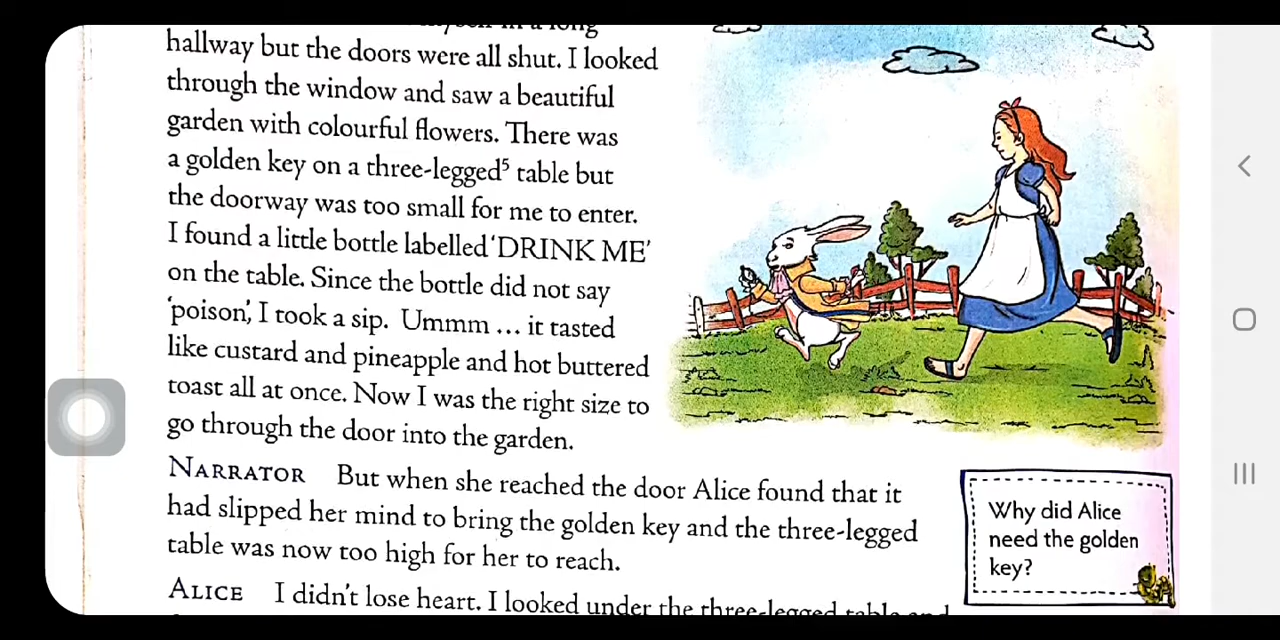 in a long
hallway but the doors were all shut. I looked
through the window and saw a beautiful
garden with colourful flowers. There was
a golden key on a three-legged⁵ table but
the doorway was too small for me to enter.
I found a little bottle labelled 'DRINK ME'
on the table. Since the bottle did not say
'poison', I took a sip. Ummm ... it tasted
like custard and pineapple and hot buttered
toast all at once. Now I was the right size to
go through the door into the garden.
NARRATOR But when she reached the door Alice found that it
had slipped her mind to bring the golden key and the three-legged
table was now too high for her to reach.
ALICE I didn't lose heart. I looked under the three-legged table and
Why did Alice
need the golden
key?